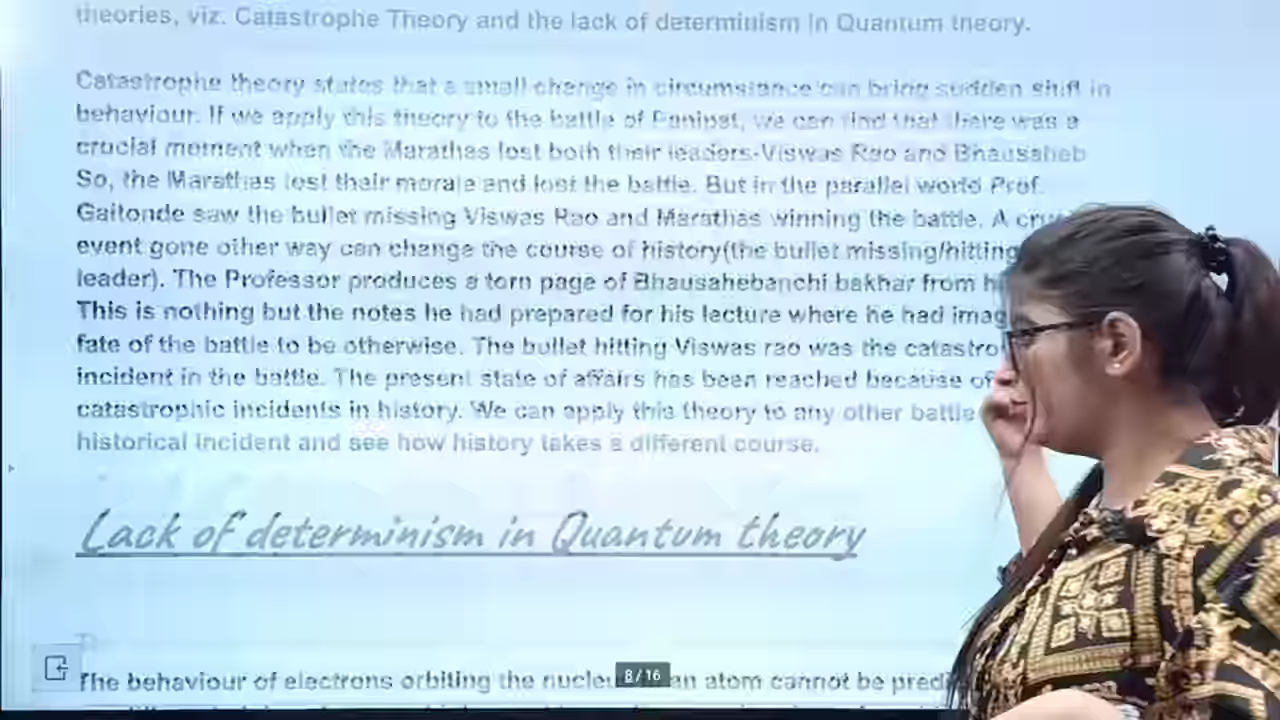 theories, viz. Catastrophe Theory and the lack of determinism in Quantum theory.
Catastrophe theory states that a small change in circumstance can bring sudden shift in
behaviour. If we apply this theory to the battle of Panipat, we can find that there was a
crucial moment when the Marathas lost both their leaders-Viswas Rao and Bhausaheb
So, the Marathas lost their morale and lost the battle. But in the parallel world Prof.
Gaitonde saw the bullet missing Viswas Rao and Marathas winning the battle. A
event gone other way can change the course of history(the bullet missing/hitting
leader). The Professor produces a torn page of Bhausahebanchi bakhar from
This is nothing but the notes he had prepared for his lecture where he had
fate of the battle to be otherwise. The bullet hitting Viswas rao was the
incident in the battle. The present state of affairs has been reached because of
catastrophic incidents in history. We can apply this theory to any other battle
historical incident and see how history takes a different course.
Lack of determinism in Quantum theory
The behaviour of electrons orbiting the an atom cannot be
8/16